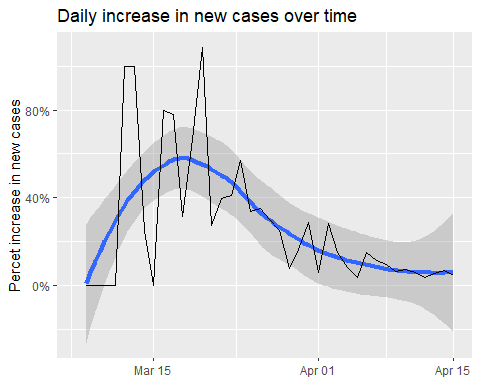 Daily increase in new cases over time
Percet increase in new cases
80%
40%
0%
Mar 15
Apr 01
Apr 15